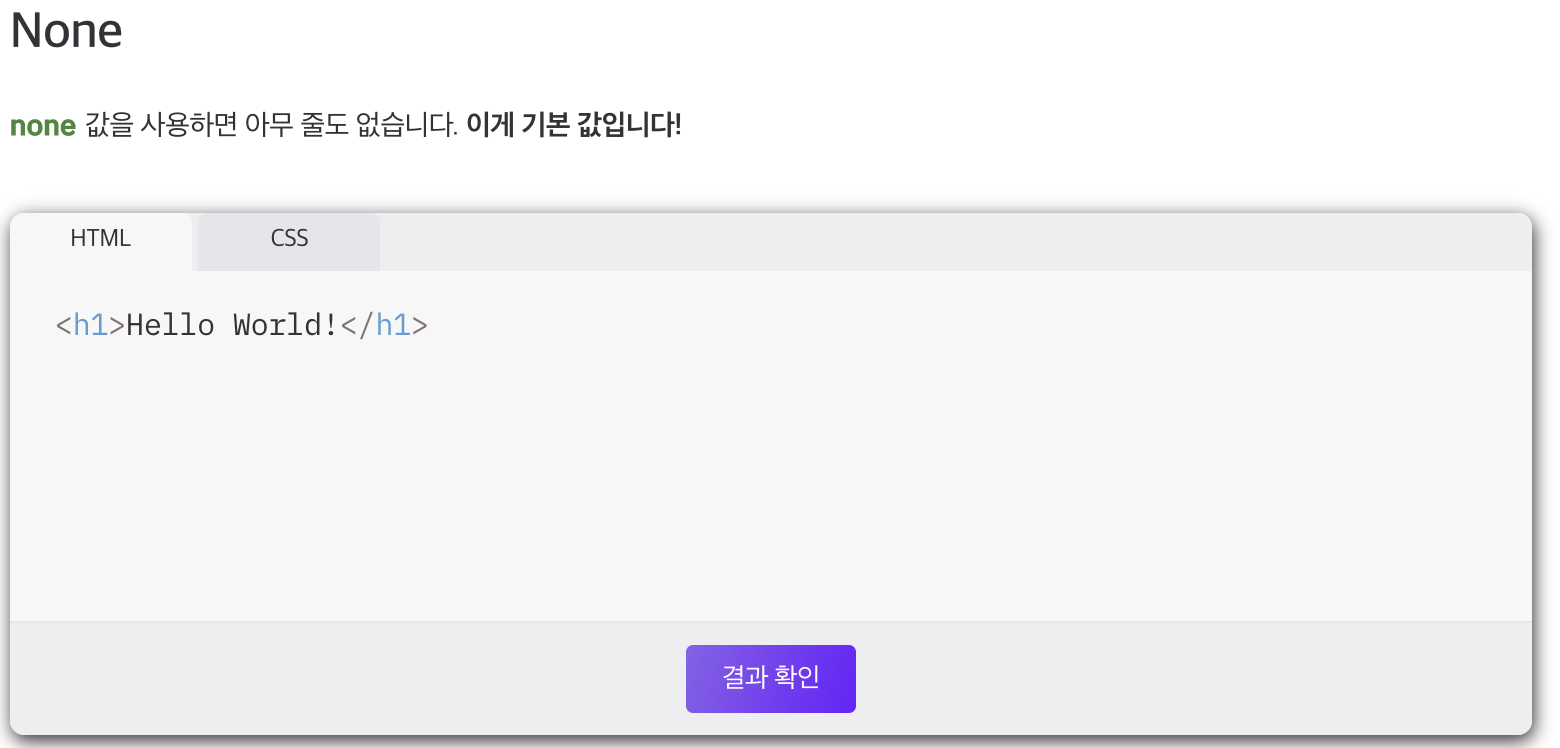 None
none 값을 사용하면 아무 줄도 없습니다. 이게 기본 값입니다!
HTML
CSS
<h1>Hello World!</h1>
결과 확인